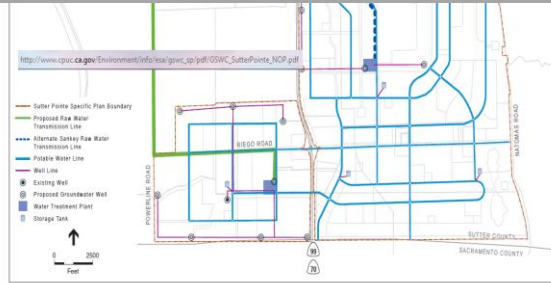 http://www.cpuc.ca.gov/Environment/info/esa/gswc_sp/pdf/GSWC_SutterPointe_NOP.pdf
Sutter Pointe Specific Plan Boundary
Proposed Raw Water
Transmission Line
Alternate Sankey Raw Water
Transmission Line
Potable Water Line
Well Line
Existing Well
Proposed Groundwater Well
Water Treatment Plant
Storage Tank
0 2500
Feet
POWERLINE ROAD
RIEGO ROAD
NATOMAS ROAD
SUTTER COUNTY
SACRAMENTO COUNTY
99
70